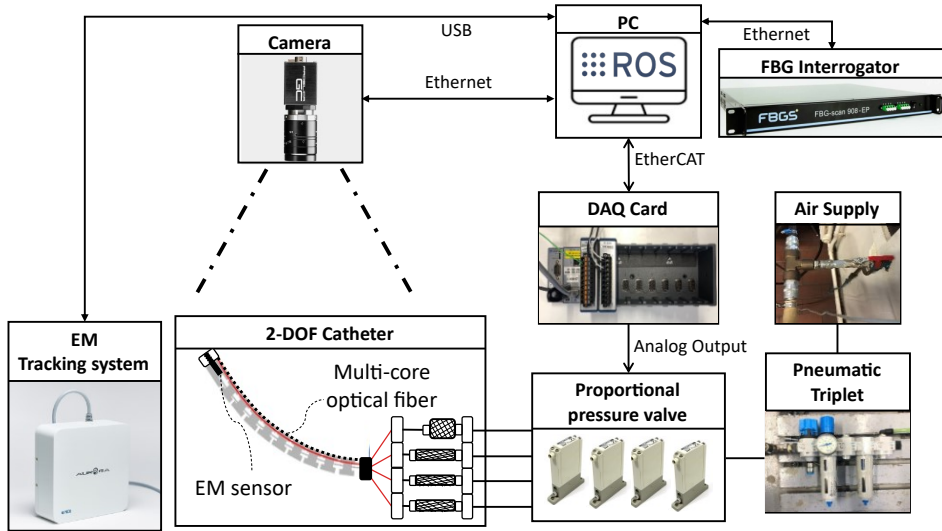 PC
USB
Camera
Ethernet
Ethernet
ROS
FBG Interrogator
FBGS
FBG-scan 908-EP
EtherCAT
DAQ Card
Air Supply
EM
Tracking system
AURORA
2-DOF Catheter
Multi-core
optical fiber
EM sensor
Analog Output
Proportional
pressure valve
Pneumatic
Triplet